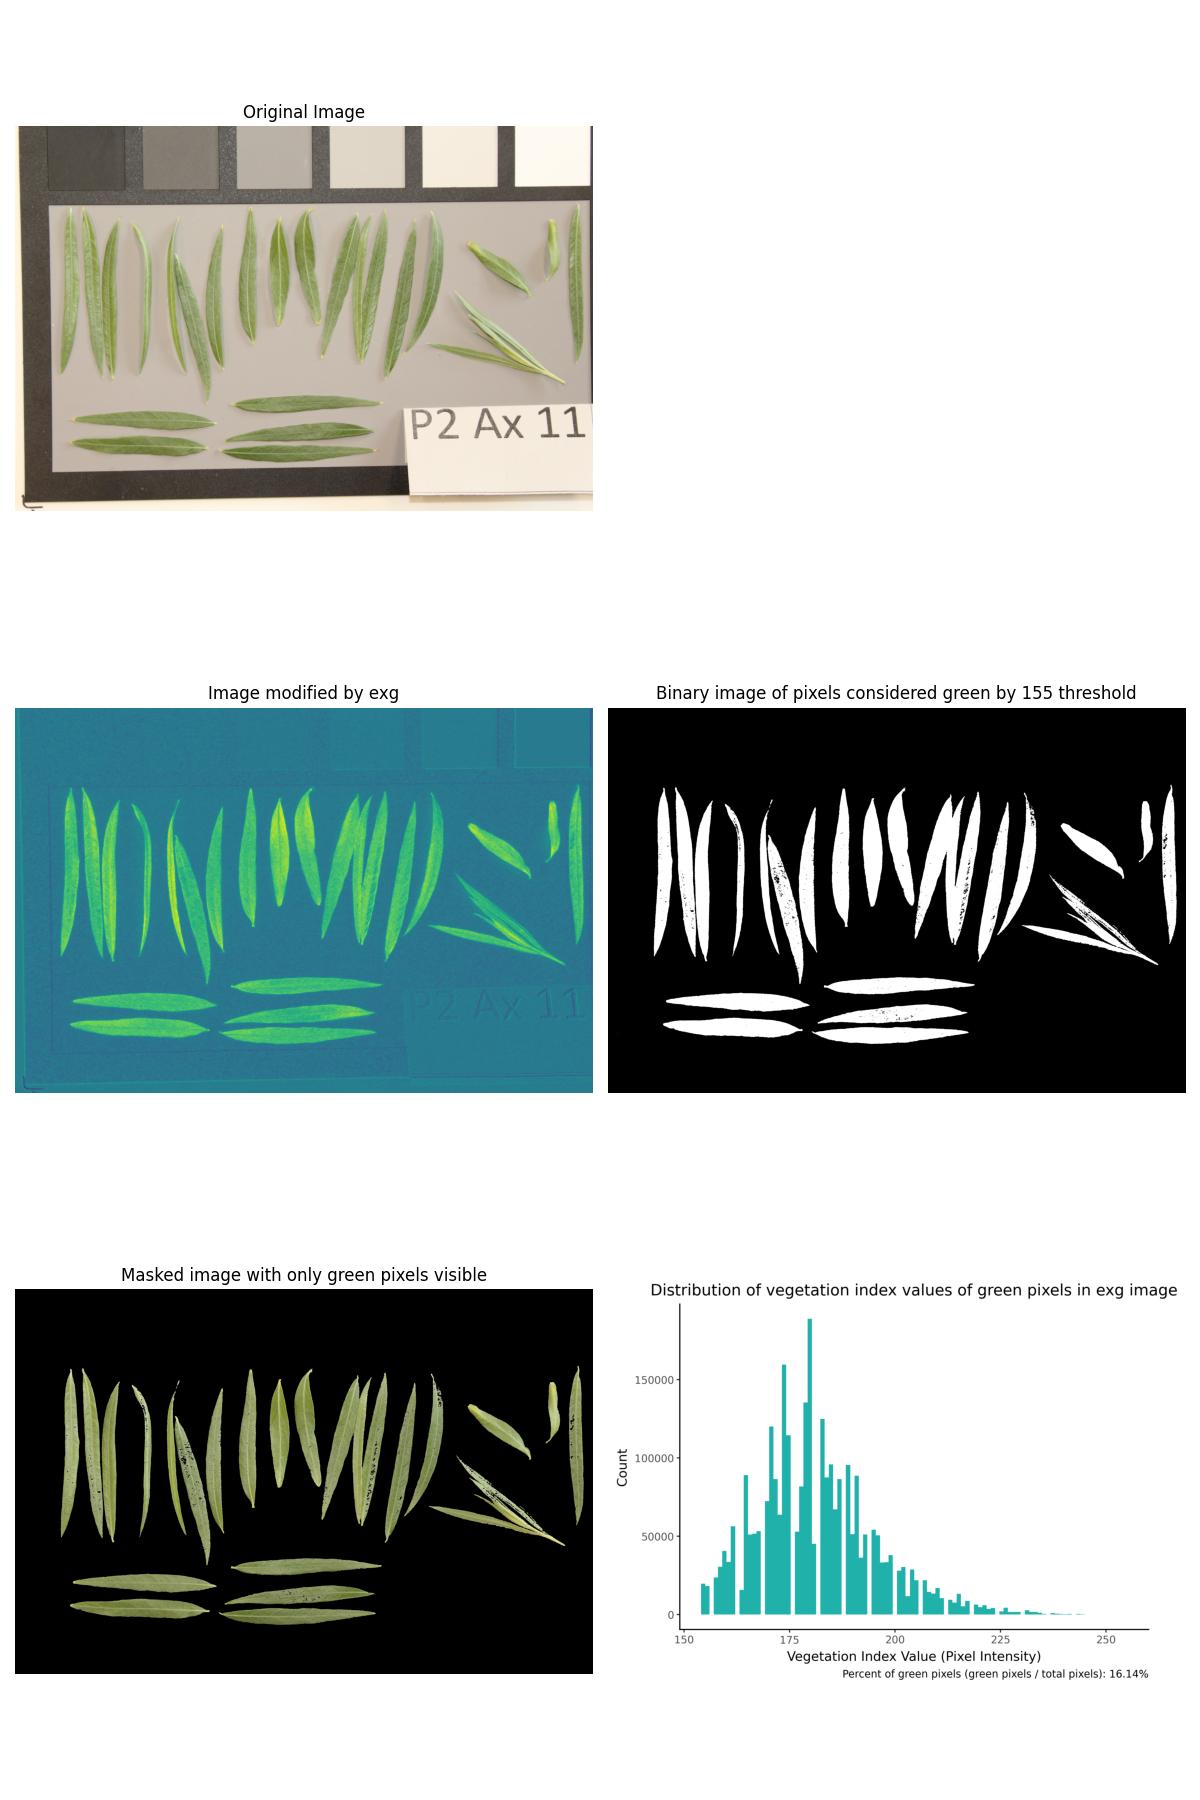 Original Image
P2 Ax 11
Image modified by exg
Binary image of pixels considered green by 155 threshold
P2 Ax 11
Masked image with only green pixels visible
Distribution of vegetation index values of green pixels in exg image
Count
150000
100000
50000
0
150 175 200 225 250
Vegetation Index Value (Pixel Intensity)
Percent of green pixels (green pixels / total pixels): 16.14%